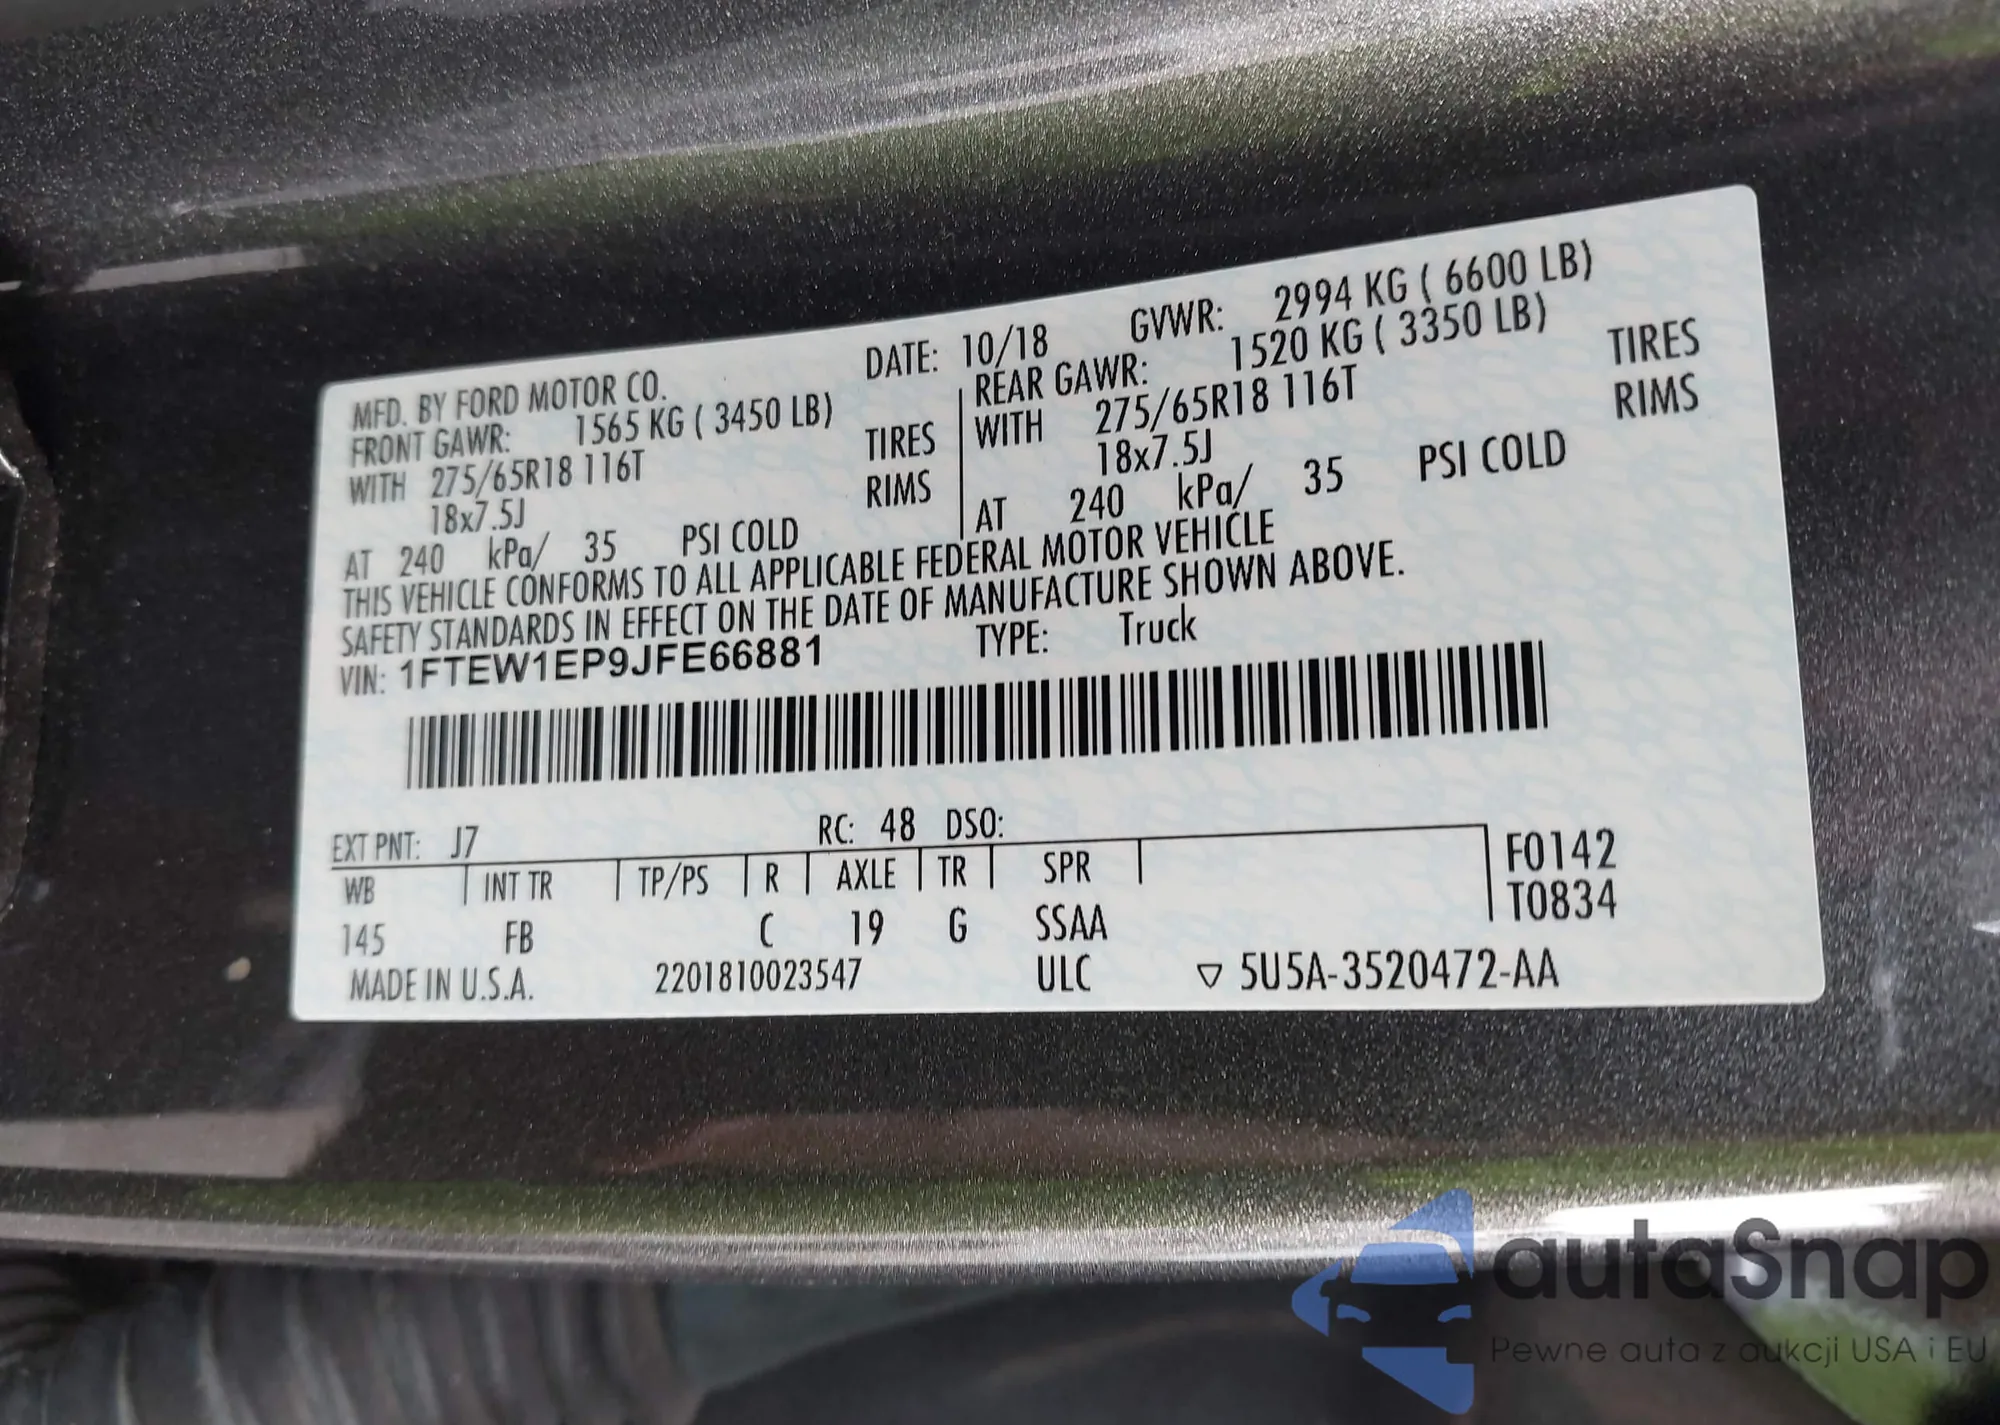 MFD. BY FORD MOTOR CO. DATE: 10/18 GVWR: 2994 KG ( 6600 LB)
FRONT GAWR: 1565 KG ( 3450 LB) REAR GAWR: 1520 KG ( 3350 LB)
WITH 275/65R18 116T TIRES WITH 275/65R18 116T TIRES
18x7.5J RIMS 18x7.5J RIMS
AT 240 kPa/ 35 PSI COLD AT 240 kPa/ 35 PSI COLD
THIS VEHICLE CONFORMS TO ALL APPLICABLE FEDERAL MOTOR VEHICLE
SAFETY STANDARDS IN EFFECT ON THE DATE OF MANUFACTURE SHOWN ABOVE.
VIN: 1FTEW1EP9JFE66881 TYPE: Truck
EXT PNT: J7 RC: 48 DSO:
WB INT TR TP/PS R AXLE TR SPR F0142
T0834
145 FB C 19 G SSAA
MADE IN U.S.A. 2201810023547 ULC ▽ 5U5A-3520472-AA
autaSnap
Pewne auta z aukcji USA i EU